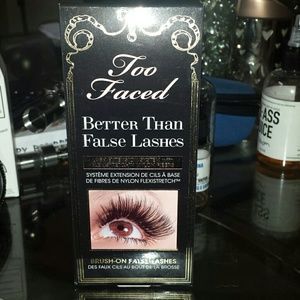 Too
Faced
BETTER THAN
FALSE LASHES
SYSTÈME EXTENSION DE CILS À BASE
DE FIBRES DE NYLON FLEXISTRETCH™
BRUSH-ON FALSE LASHES
DES FAUX CILS AU BOUT DE LA BROSSE